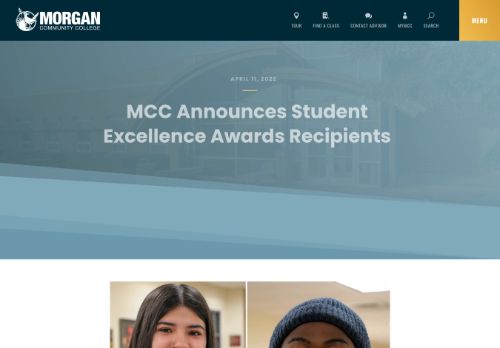 MORGAN
COMMUNITY COLLEGE
TOUR
FIND A CLASS
CONTACT ADVISOR
MYMCC
SEARCH
MENU
APRIL 11, 2022
MCC Announces Student
Excellence Awards Recipients